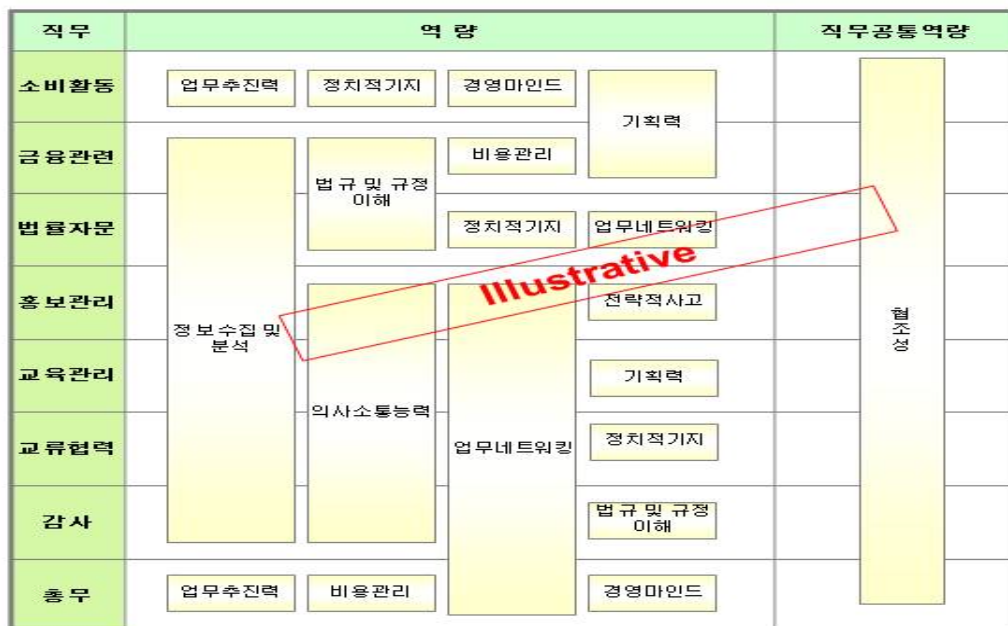 직무
역 량
직무공통역량
소비활동
업무추진력
정치적기지
경영마인드
기획력
금융관련
비용관리
법규 및 규정
이해
법률자문
정치적기지
업무네트워킹
Illustrative
홍보관리
전략적사고
정보수집 및
분석
협조성
교육관리
기획력
의사소통능력
교류협력
정치적기지
업무네트워킹
감사
법규 및 규정
이해
총무
업무추진력
비용관리
경영마인드